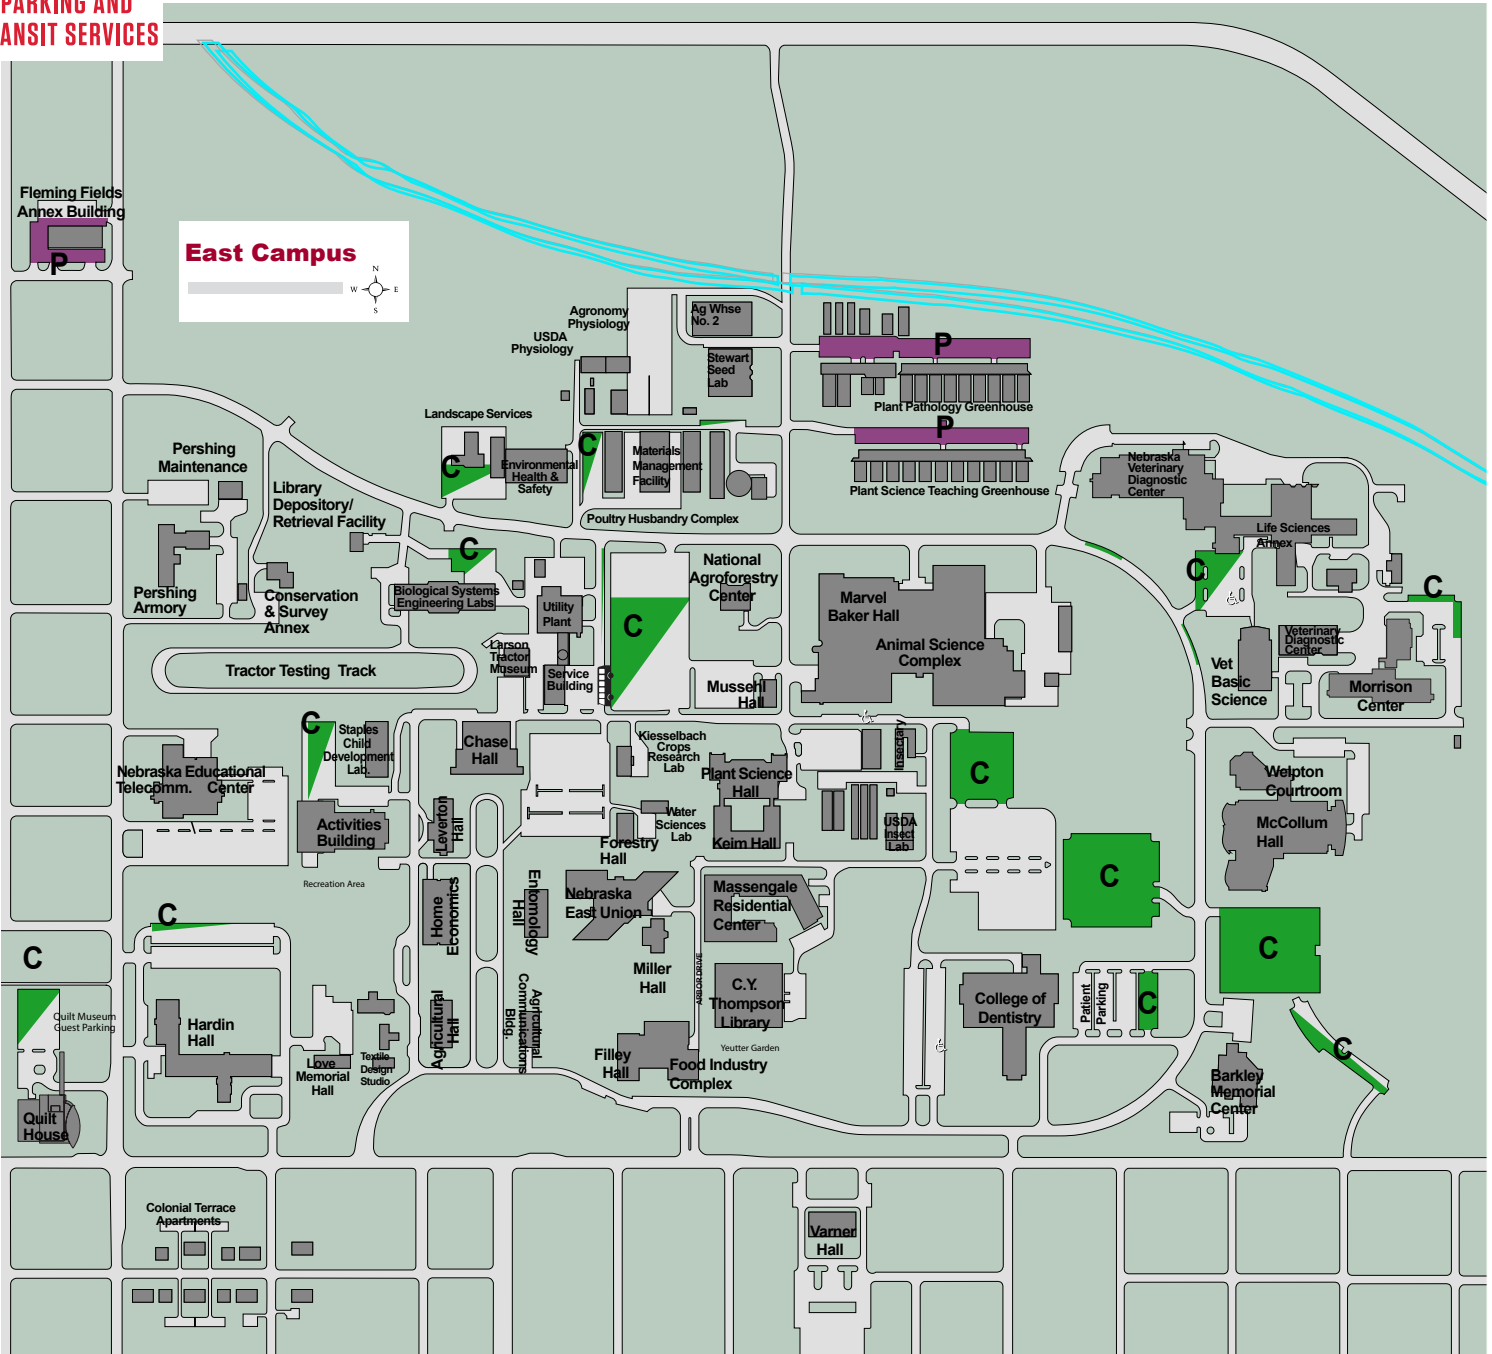 PARKING AND
ANSIT SERVICES
Fleming Fields
Annex Building
P
East Campus
N
W
E
S
Agronomy
Physiology
USDA
Physiology
Ag Whse
No. 2
Stewart
Seed
Lab
P
Plant Pathology Greenhouse
P
Plant Science Teaching Greenhouse
Landscape Services
C
Environmental
Health &
Safety
C
Materials
Management
Facility
Poultry Husbandry Complex
Pershing
Maintenance
Library
Depository/
Retrieval Facility
Pershing
Armory
Conservation
& Survey
Annex
C
Biological Systems
Engineering Labs
Utility
Plant
Larson
Tractor
Museum
Service
Building
C
National
Agroforestry
Center
Mussehl
Hall
Marvel
Baker Hall
Animal Science
Complex
Nebraska
Veterinary
Diagnostic
Center
Life Sciences
Annex
C
C
Veterinary
Diagnostic
Center
Vet
Basic
Science
Morrison
Center
Tractor Testing Track
C
Staples
Child
Development
Lab.
Chase
Hall
Kiesselbach
Crops
Research
Lab
Plant Science
Hall
Insectary
C
Nebraska Educational
Telecomm. Center
Activities
Building
Leverton
Hall
Water
Sciences
Lab
Forestry
Hall
Keim Hall
USDA
Insect
Lab
Welpton
Courtroom
McCollum
Hall
Recreation Area
C
C
Home
Economics
Entomology
Hall
Nebraska
East Union
Massengale
Residential
Center
C
C
Miller
Hall
ARBOR DRIVE
C.Y.
Thompson
Library
College of
Dentistry
Patient
Parking
C
Quilt Museum
Guest Parking
Hardin
Hall
Love
Memorial
Hall
Textile
Design
Studio
Agricultural
Hall
Agricultural
Communications
Bldg.
Filley
Hall
Food Industry
Complex
Yeutter Garden
C
Barkley
Memorial
Center
Quilt
House
Colonial Terrace
Apartments
Varner
Hall